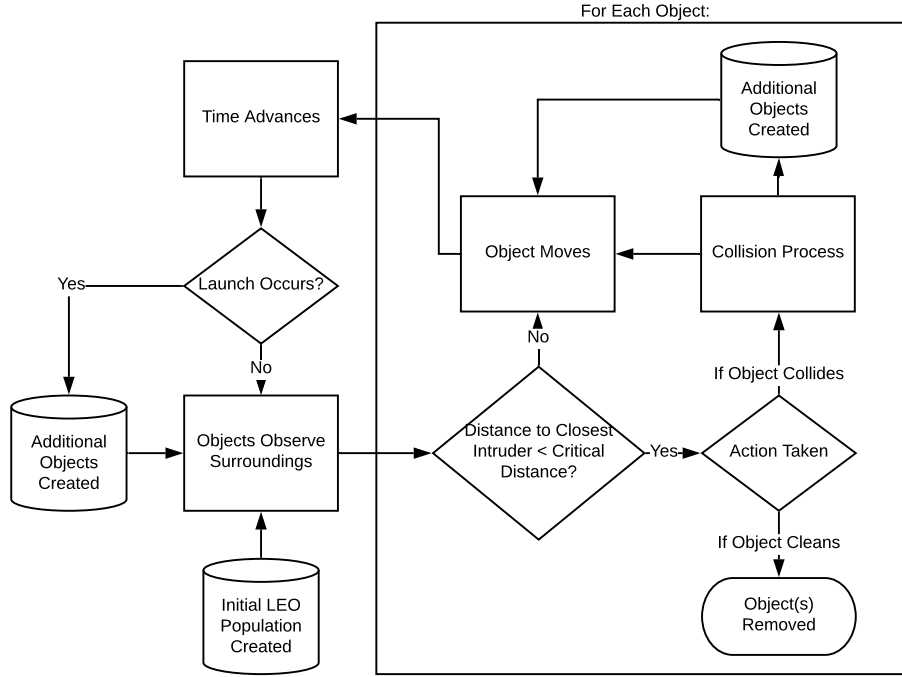 For Each Object:
Additional
Objects
Created
Time Advances
Object Moves
Collision Process
Launch Occurs?
Yes
No
No
If Object Collides
Additional
Objects
Created
Objects Observe
Surroundings
Distance to Closest
Intruder < Critical
Distance?
Yes
Action Taken
If Object Cleans
Initial LEO
Population
Created
Object(s)
Removed